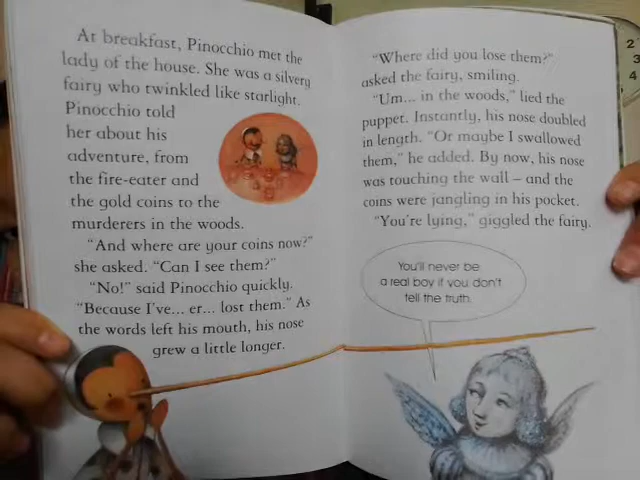 At breakfast, Pinocchio met the
lady of the house. She was a silvery
fairy who twinkled like starlight.
Pinocchio told
her about his
adventure, from
the fire-eater and
the gold coins to the
murderers in the woods.
"And where are your coins now?"
she asked. "Can I see them?"
"No!" said Pinocchio quickly.
"Because I've... er... lost them." As
the words left his mouth, his nose
grew a little longer.
"Where did you lose them?"
asked the fairy, smiling.
"Um... in the woods," lied the
puppet. Instantly, his nose doubled
in length. "Or maybe I swallowed
them," he added. By now, his nose
was touching the wall – and the
coins were jangling in his pocket.
"You're lying," giggled the fairy.
You'll never be
a real boy if you don't
tell the truth.
2
3
4